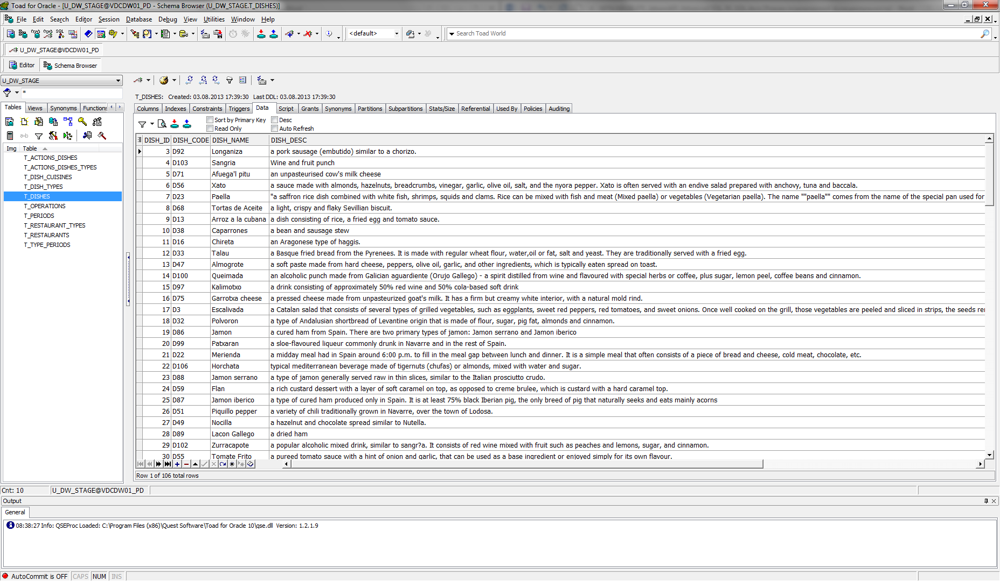 Toad for Oracle - [U_DW_STAGE@VDCDW01_PD - Schema Browser (U_DW_STAGE.T_DISHES)]
File Edit Search Editor Session Database Debug View Utilities Window Help
<default> Search Toad World
U_DW_STAGE@VDCDW01_PD
Editor Schema Browser
U_DW_STAGE
*
T_DISHES: Created: 03.08.2013 17:39:30 Last DDL: 03.08.2013 17:39:30
Tables Views Synonyms Functions
Columns Indexes Constraints Triggers Data Script Grants Synonyms Partitions Subpartitions Stats/Size Referential Used By Policies Auditing
Sort by Primary Key Desc
Read Only Auto Refresh
Img Table
T_ACTIONS_DISHES
T_ACTIONS_DISHES_TYPES
T_DISH_CUISINES
T_DISH_TYPES
T_DISHES
T_OPERATIONS
T_PERIODS
T_RESTAURANT_TYPES
T_RESTAURANTS
T_TYPE_PERIODS
DISH_ID DISH_CODE DISH_NAME DISH_DESC
3 D92 Longaniza a pork sausage (embutido) similar to a chorizo.
4 D103 Sangria Wine and fruit punch
5 D71 Afuega'l pitu an unpasteurised cow's milk cheese
6 D56 Xato a sauce made with almonds, hazelnuts, breadcrumbs, vinegar, garlic, olive oil, salt, and the nyora pepper. Xato is often served with an endive salad prepared with anchovy, tuna and baccala.
7 D23 Paella "a saffron rice dish combined with white fish, shrimps, squids and clams. Rice can be mixed with fish and meat (Mixed paella) or vegetables (Vegetarian paella). The name ""paella"" comes from the name of the special pan used for
8 D68 Tortas de Aceite a light, crispy and flaky Sevillian biscuit.
9 D13 Arroz a la cubana a dish consisting of rice, a fried egg and tomato sauce.
10 D38 Caparrones a bean and sausage stew
11 D16 Chireta an Aragonese type of haggis.
12 D33 Talau a Basque fried bread from the Pyrenees. It is made with regular wheat flour, water,oil or fat, salt and yeast. They are traditionally served with a fried egg.
13 D47 Almogrote a soft paste made from hard cheese, peppers, olive oil, garlic, and other ingredients, which is typically eaten spread on toast.
14 D100 Queimada an alcoholic punch made from Galician aguardiente (Orujo Gallego) - a spirit distilled from wine and flavoured with special herbs or coffee, plus sugar, lemon peel, coffee beans and cinnamon.
15 D97 Kalimotxo a drink consisting of approximately 50% red wine and 50% cola-based soft drink
16 D75 Garrotxa cheese a pressed cheese made from unpasteurized goat's milk. It has a firm but creamy white interior, with a natural mold rind.
17 D3 Escalivada a Catalan salad that consists of several types of grilled vegetables, such as eggplants, sweet red peppers, red tomatoes, and sweet onions. Once well cooked on the grill, those vegetables are peeled and sliced in strips, the seeds re
18 D32 Polvoron a type of Andalusian shortbread of Levantine origin that is made of flour, sugar, pig fat, almonds and cinnamon.
19 D86 Jamon a cured ham from Spain. There are two primary types of jamon: Jamon serrano and Jamon iberico
20 D99 Patxaran a sloe-flavoured liqueur commonly drunk in Navarre and in the rest of Spain.
21 D22 Merienda a midday meal had in Spain around 6:00 p.m. to fill in the meal gap between lunch and dinner. It is a simple meal that often consists of a piece of bread and cheese, cold meat, chocolate, etc.
22 D106 Horchata typical mediterranean beverage made of tigernuts (chufas) or almonds, mixed with water and sugar.
23 D88 Jamon serrano a type of jamon generally served raw in thin slices, similar to the Italian prosciutto crudo.
24 D59 Flan a rich custard dessert with a layer of soft caramel on top, as opposed to creme brulee, which is custard with a hard caramel top.
25 D87 Jamon iberico a type of cured ham produced only in Spain. It is at least 75% black Iberian pig, the only breed of pig that naturally seeks and eats mainly acorns
26 D51 Piquillo pepper a variety of chili traditionally grown in Navarre, over the town of Lodosa.
27 D49 Nocilla a hazelnut and chocolate spread similar to Nutella.
28 D89 Lacon Gallego a dried ham
29 D102 Zurracapote a popular alcoholic mixed drink, similar to sangr?a. It consists of red wine mixed with fruit such as peaches and lemons, sugar, and cinnamon.
30 D55 Tomate Frito a pureed tomato sauce with a hint of onion and garlic, that can be used as a base ingredient or enjoyed simply for its own flavour.
Row 1 of 106 total rows
Cnt: 10 U_DW_STAGE@VDCDW01_PD
Output
General
08:38:27 Info: QSEProc Loaded: C:\Program Files (x86)\Quest Software\Toad for Oracle 10\qse.dll Version: 1.2.1.9
AutoCommit is OFF CAPS NUM INS